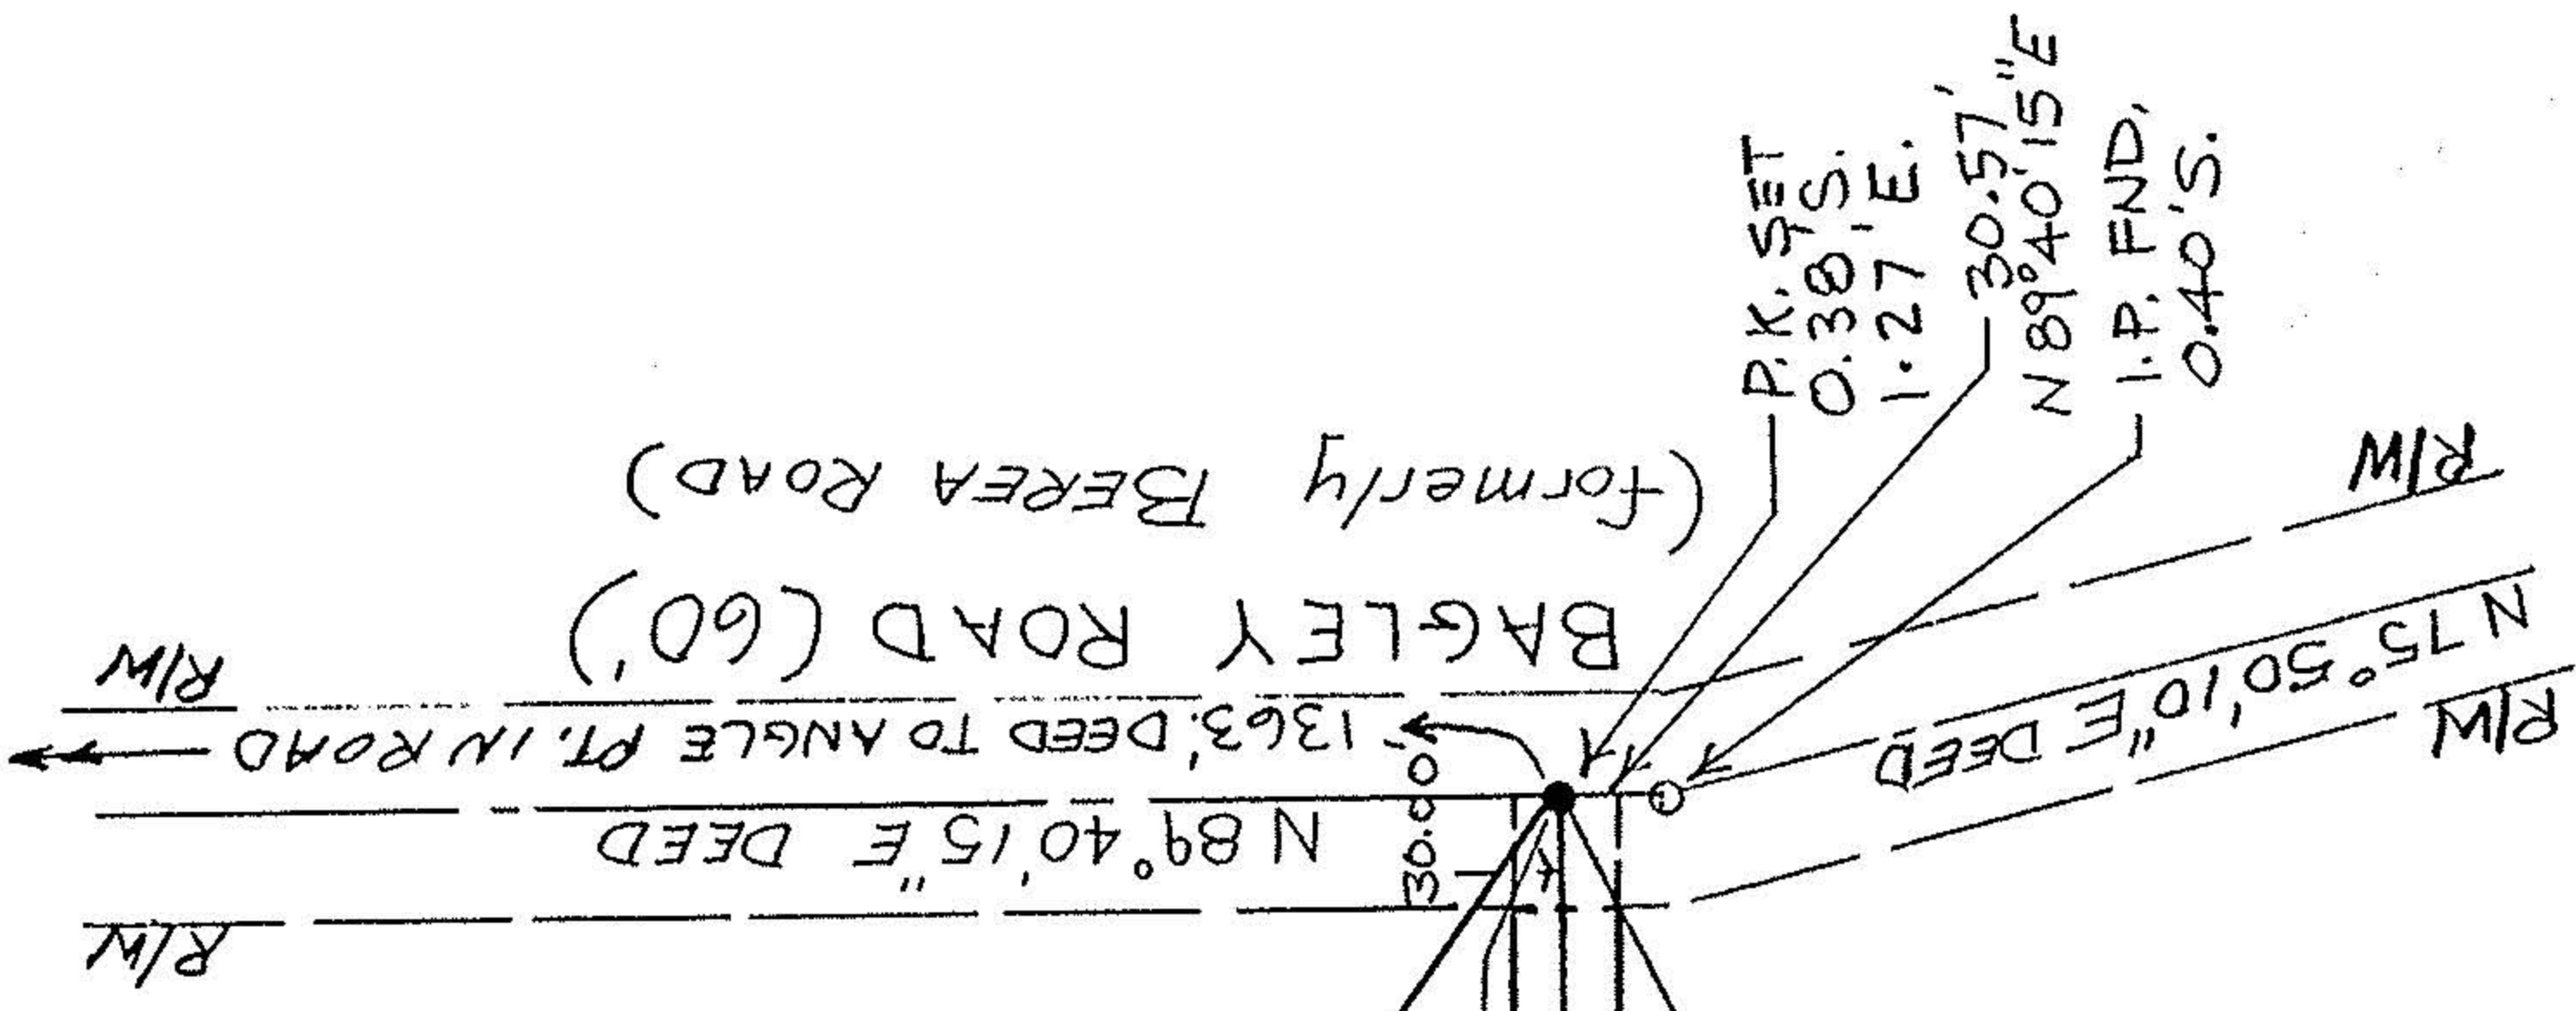 P.K. SET
0.38' S.
1.27' E.
30.57'
N 89°40'15"E
I.P. FND,
0.40'S.
(formerly BEREA ROAD)
BAGLEY ROAD (60')
R/W
R/W
1363.' DEED TO ANGLE PT. IN ROAD
N 75°50'10"E DEED
R/W
30.00'
N 89°40'15"E DEED
R/W